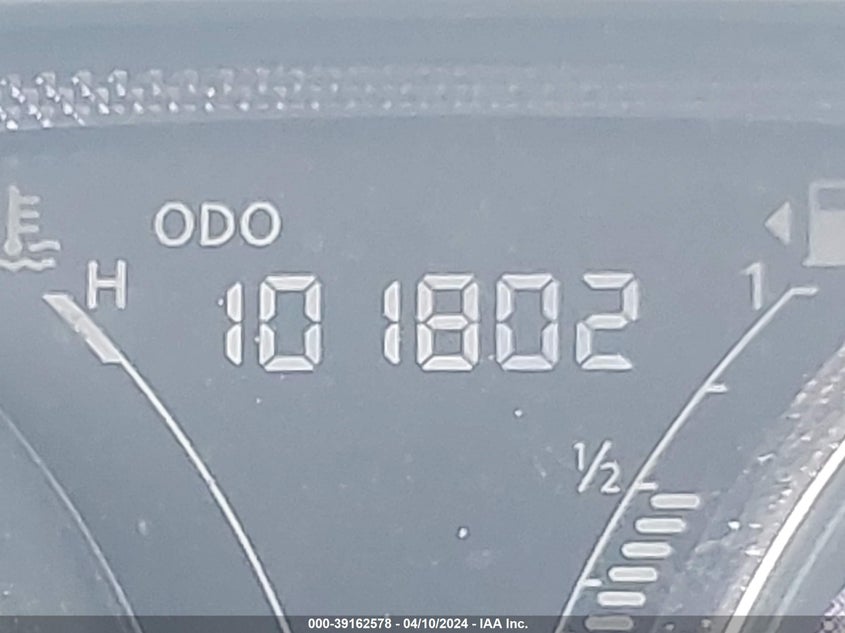 ODO
H
1
101802
1/2
000-39162578 - 04/10/2024 - IAA Inc.